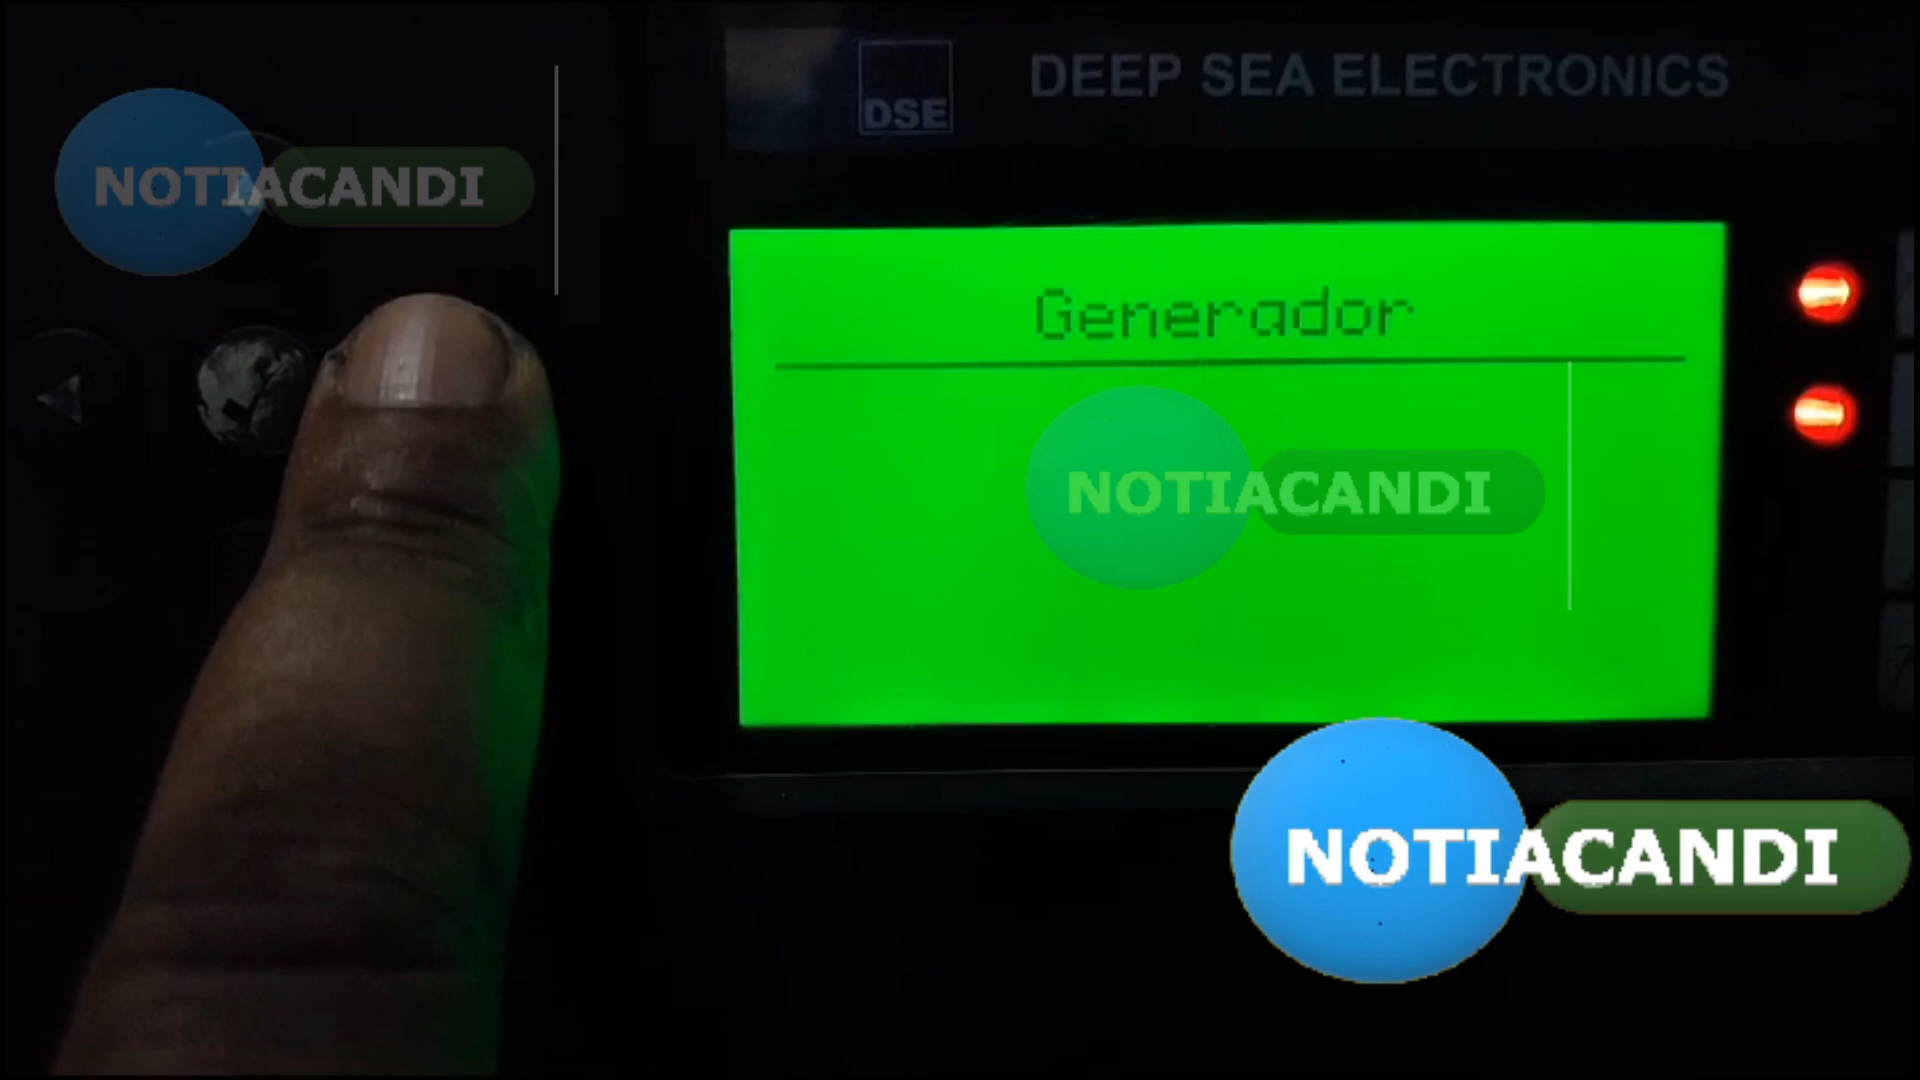 DSE
DEEP SEA ELECTRONICS
NOTIACANDI
Generador
NOTIACANDI
NOTIACANDI